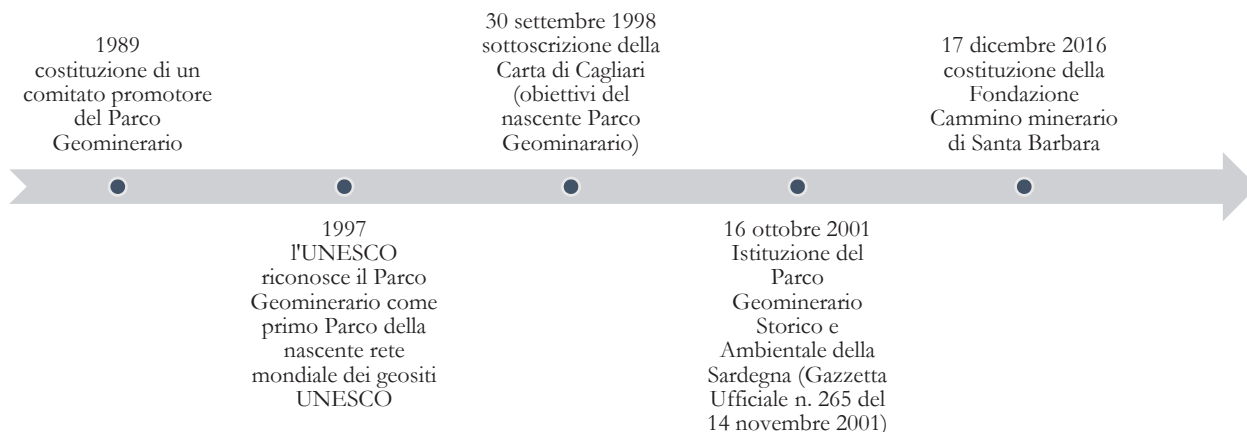 1989
costituzione di un
comitato promotore
del Parco
Geominerario
1997
l'UNESCO
riconosce il Parco
Geominerario come
primo Parco della
nascente rete
mondiale dei geositi
UNESCO
30 settembre 1998
sottoscrizione della
Carta di Cagliari
(obiettivi del
nascente Parco
Geominarario)
16 ottobre 2001
Istituzione del
Parco
Geominerario
Storico e
Ambientale della
Sardegna (Gazzetta
Ufficiale n. 265 del
14 novembre 2001)
17 dicembre 2016
costituzione della
Fondazione
Cammino minerario
di Santa Barbara